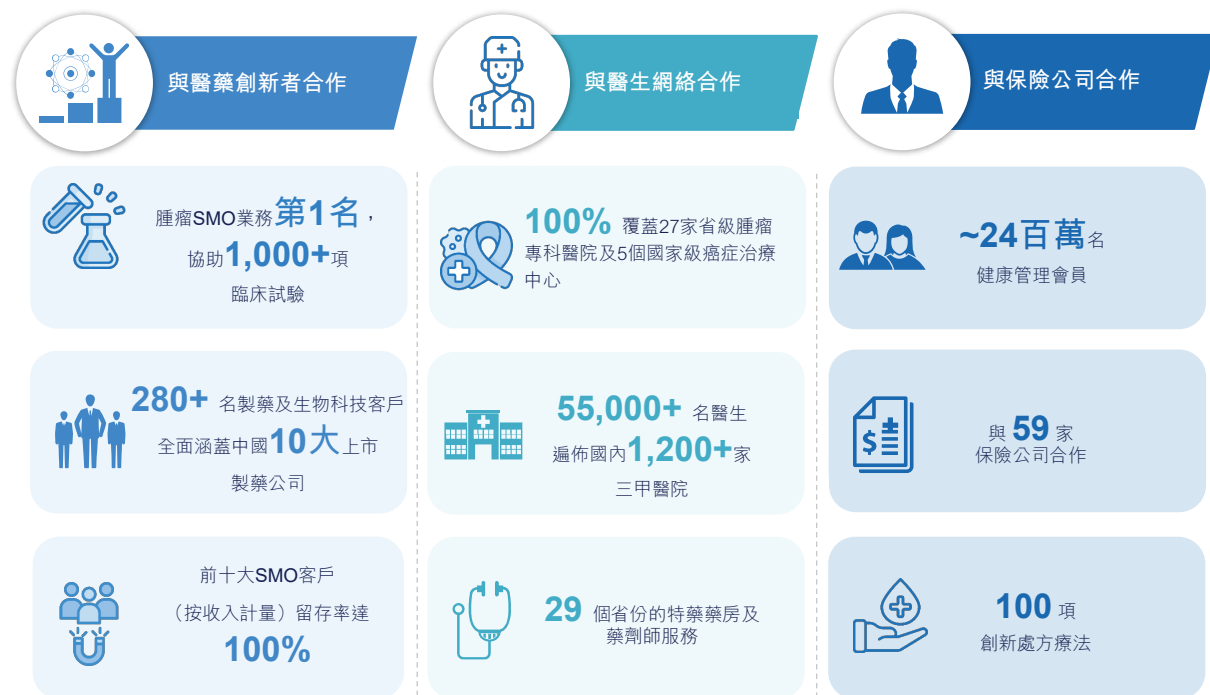 與醫藥創新者合作
腫瘤SMO業務第1名，
協助1,000+項
臨床試驗
280+ 名製藥及生物科技客戶
全面涵蓋中國10大上市
製藥公司
前十大SMO客戶
（按收入計量）留存率達
100%
與醫生網絡合作
100% 覆蓋27家省級腫瘤
專科醫院及5個國家級癌症治療
中心
55,000+ 名醫生
遍佈國內1,200+家
三甲醫院
29 個省份的特藥藥房及
藥劑師服務
與保險公司合作
~24百萬名
健康管理會員
與 59 家
保險公司合作
100 項
創新處方療法